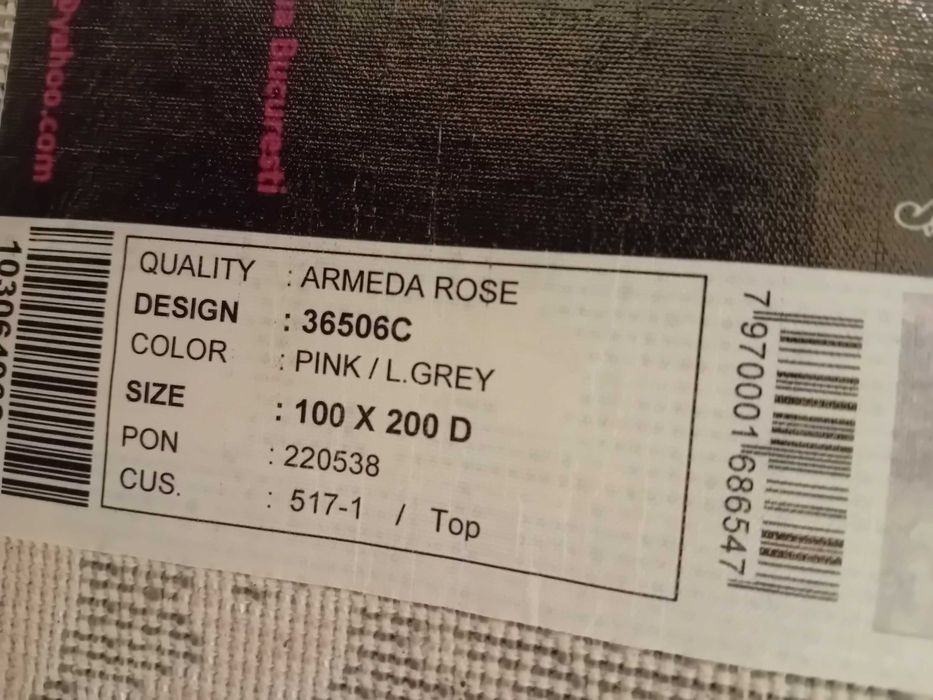 @yahoo.com
Bucuresti
QUALITY : ARMEDA ROSE
DESIGN : 36506C
COLOR : PINK / L.GREY
SIZE : 100 X 200 D
PON : 220538
CUS. : 517-1 / Top
7 970001 686547